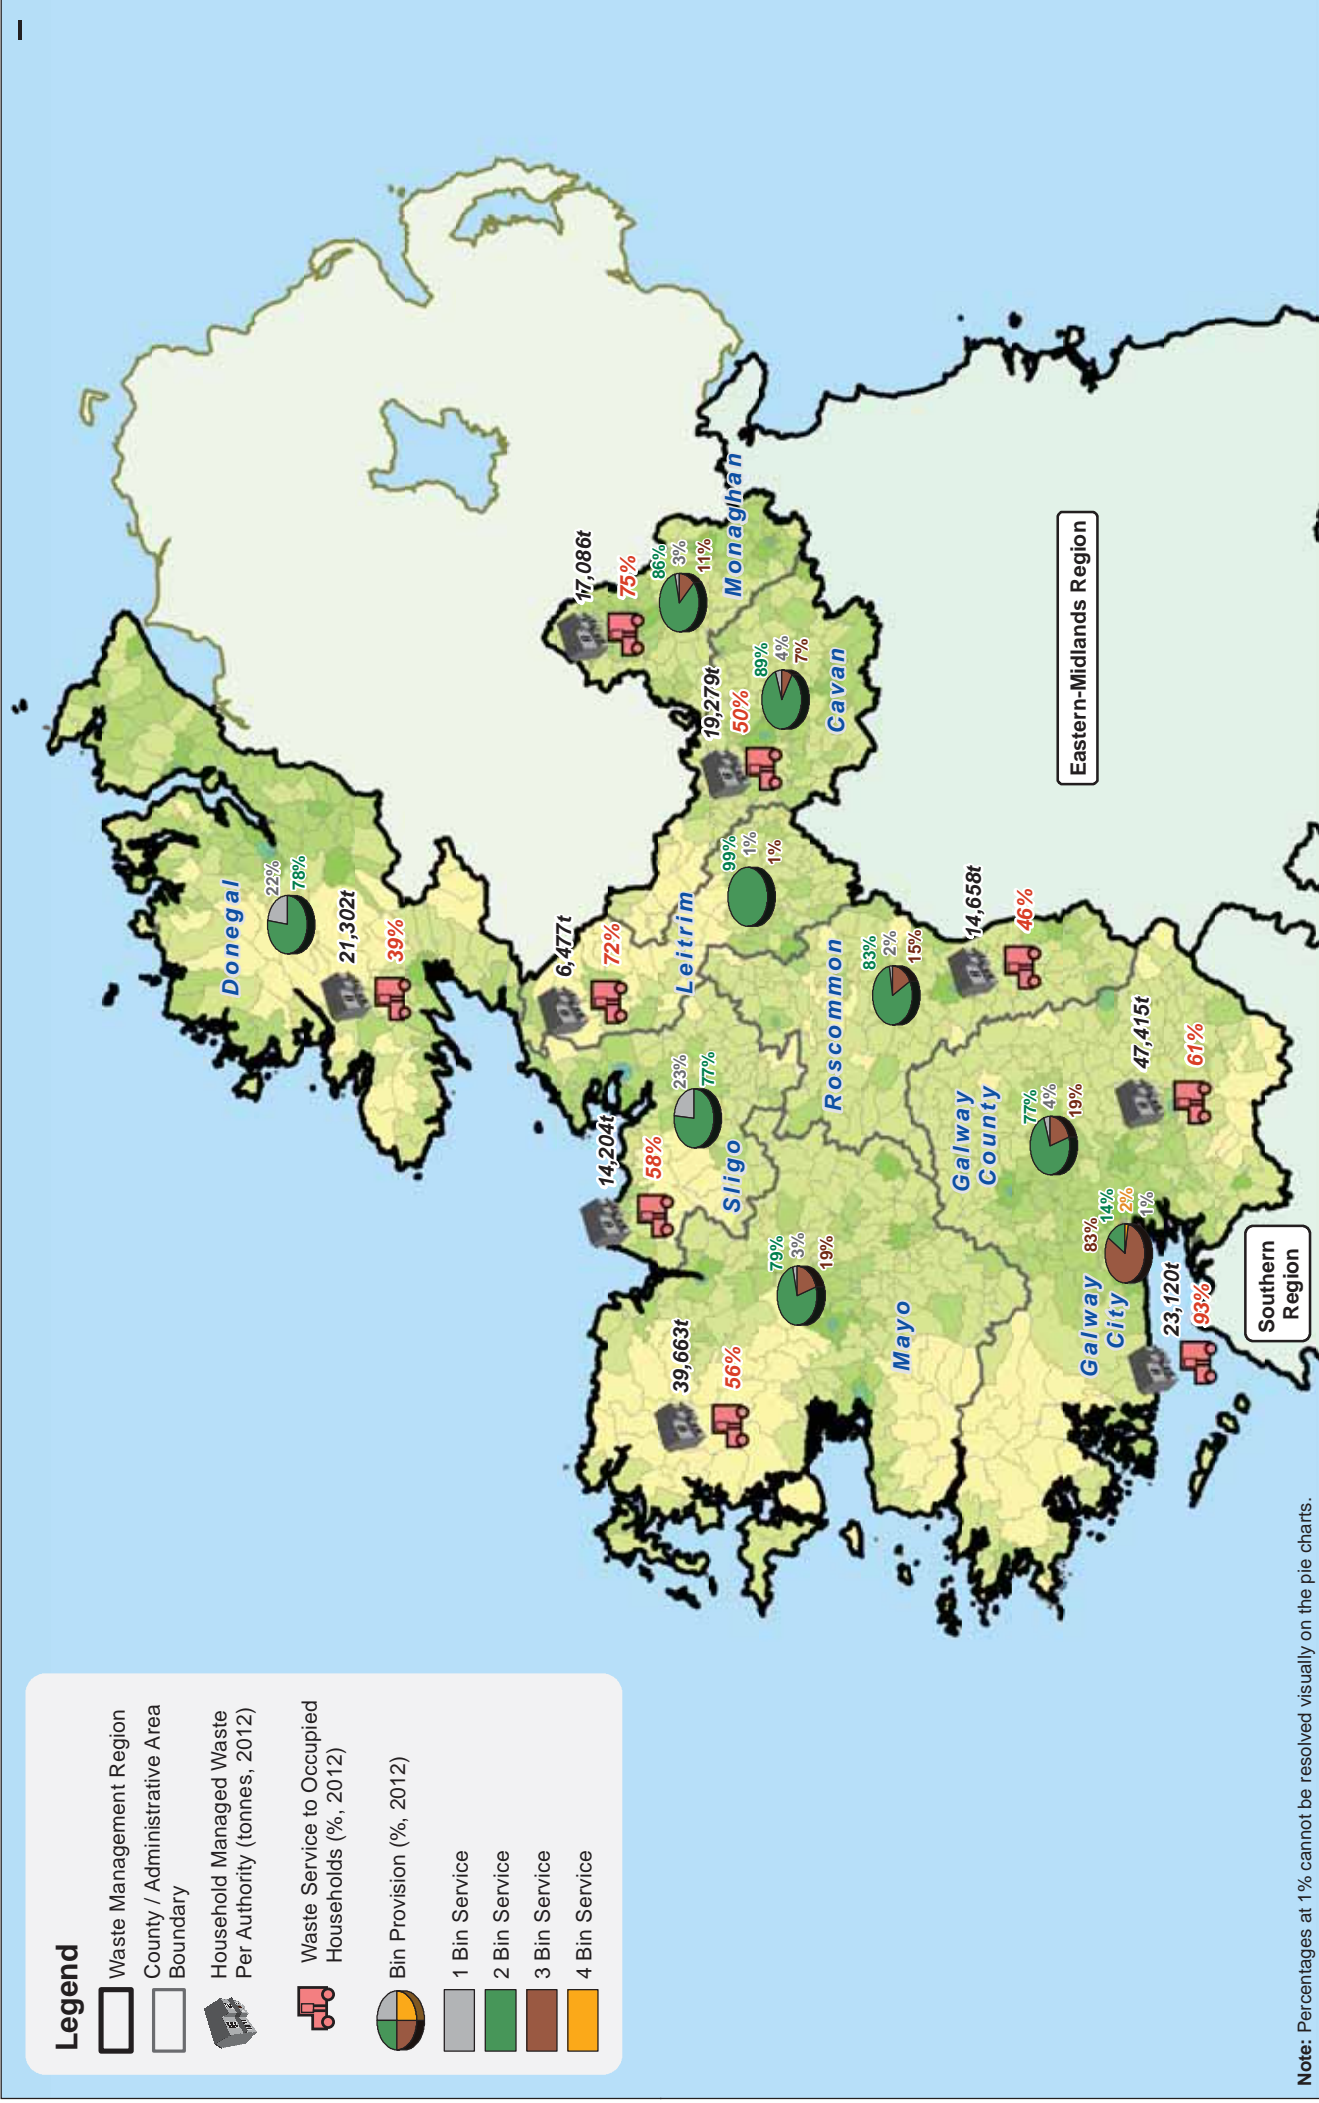 Legend
Waste Management Region
County / Administrative Area
Boundary
Household Managed Waste
Per Authority (tonnes, 2012)
Waste Service to Occupied
Households (%, 2012)
Bin Provision (%, 2012)
1 Bin Service
2 Bin Service
3 Bin Service
4 Bin Service
Donegal
22%
78%
21,302t
39%
6,477t
72%
Leitrim
99%
1%
1%
17,086t
75%
86%
3%
11%
Monaghan
19,279t
50%
89%
4%
7%
Cavan
14,204t
58%
23%
77%
Sligo
39,663t
56%
79%
3%
19%
Mayo
Roscommon
83%
2%
15%
14,658t
46%
Galway
County
77%
4%
19%
47,415t
61%
Galway
City
83%
14%
2%
1%
23,120t
93%
Eastern-Midlands Region
Southern
Region
Note: Percentages at 1% cannot be resolved visually on the pie charts.